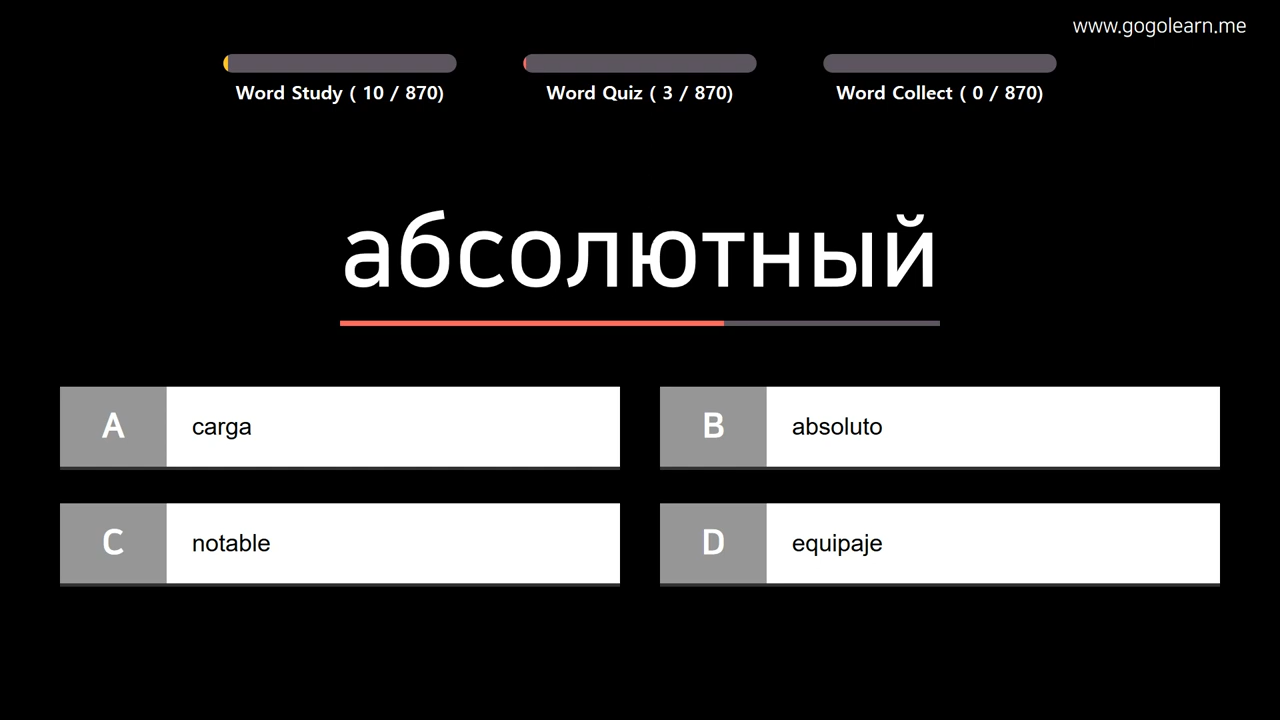 www.gogolearn.me
Word Study ( 10 / 870)
Word Quiz ( 3 / 870)
Word Collect ( 0 / 870)
абсолютный
A carga
B absoluto
C notable
D equipaje